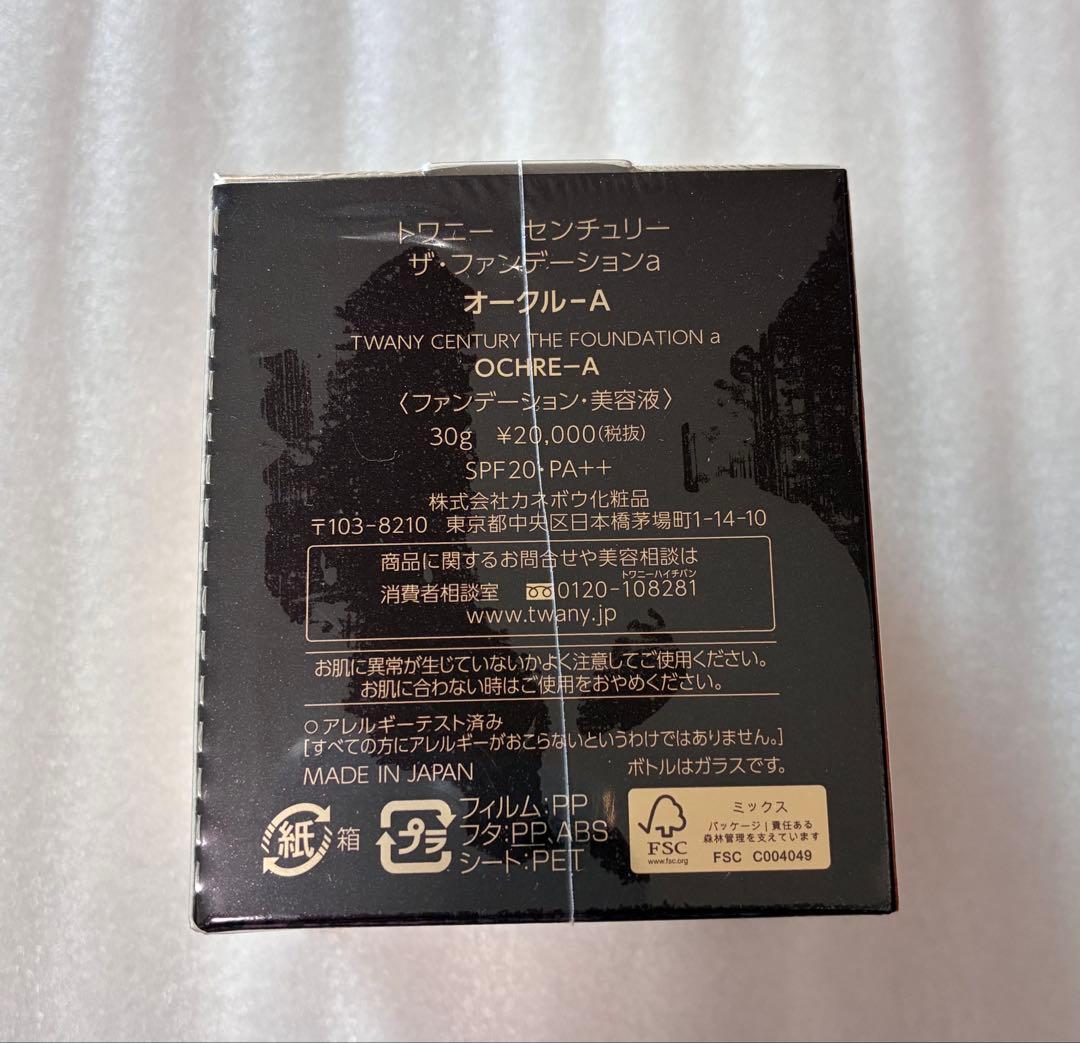 トワニー センチュリー
ザ・ファンデーションa
オークル-A
TWANY CENTURY THE FOUNDATION a
OCHRE-A
〈ファンデーション・美容液〉
30g ¥20,000(税抜)
SPF20・PA++
株式会社カネボウ化粧品
〒103-8210 東京都中央区日本橋茅場町1-14-10
商品に関するお問合せや美容相談は
トワニーハイチバン
消費者相談室 0120-108281
www.twany.jp
お肌に異常が生じていないかよく注意してご使用ください。
お肌に合わない時はご使用をおやめください。
○アレルギーテスト済み
[すべての方にアレルギーがおこらないというわけではありません。]
MADE IN JAPAN ボトルはガラスです。
紙 箱
プラ
フィルム:PP
フタ:PP、ABS
シート:PET
FSC
www.fsc.org
ミックス
パッケージ|責任ある
森林管理を支えています
FSC C004049